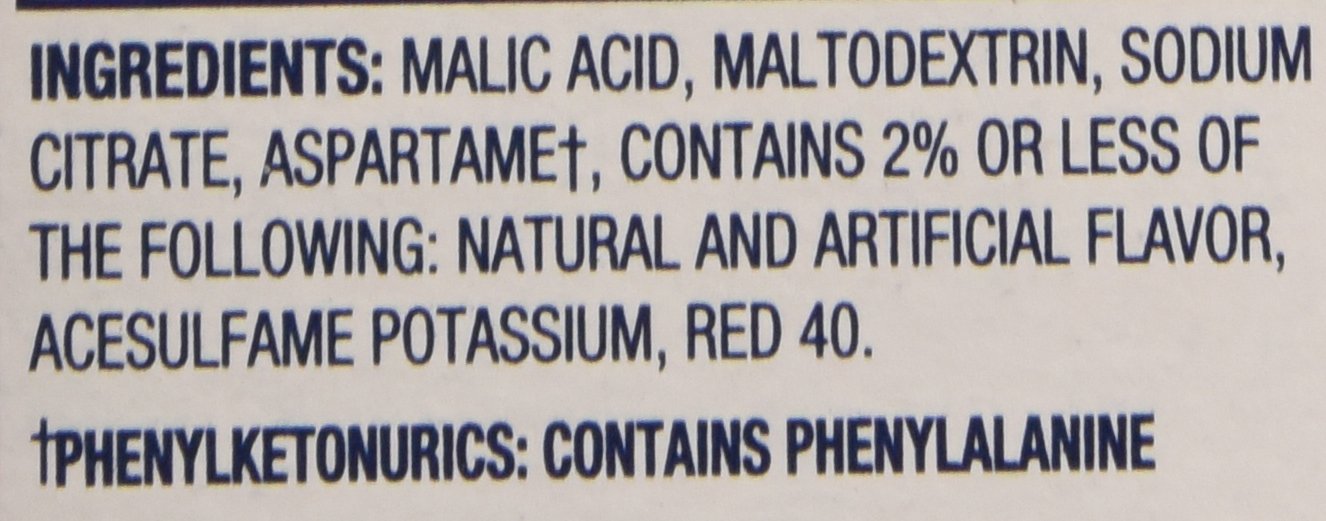 INGREDIENTS: MALIC ACID, MALTODEXTRIN, SODIUM
CITRATE, ASPARTAME†, CONTAINS 2% OR LESS OF
THE FOLLOWING: NATURAL AND ARTIFICIAL FLAVOR,
ACESULFAME POTASSIUM, RED 40.
†PHENYLKETONURICS: CONTAINS PHENYLALANINE